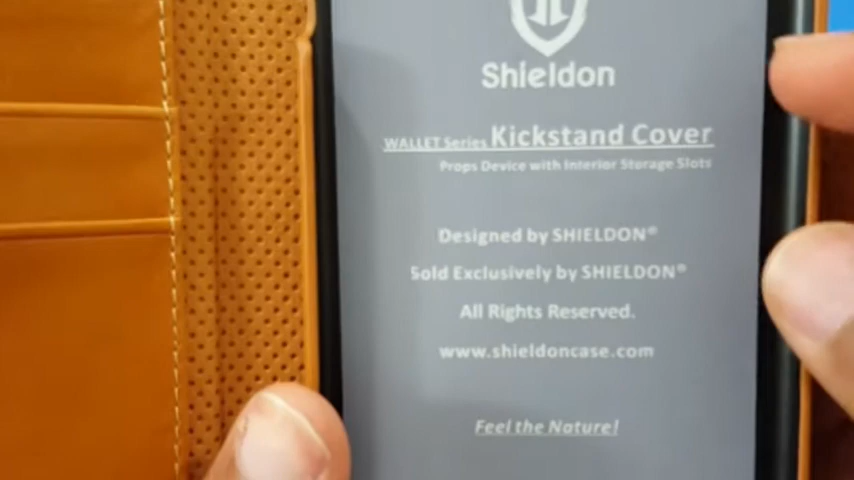 Shieldon
WALLET Series Kickstand Cover
Props Device with Interior Storage Slots
Designed by SHIELDON®
Sold Exclusively by SHIELDON®
All Rights Reserved.
www.shieldoncase.com
Feel the Nature!